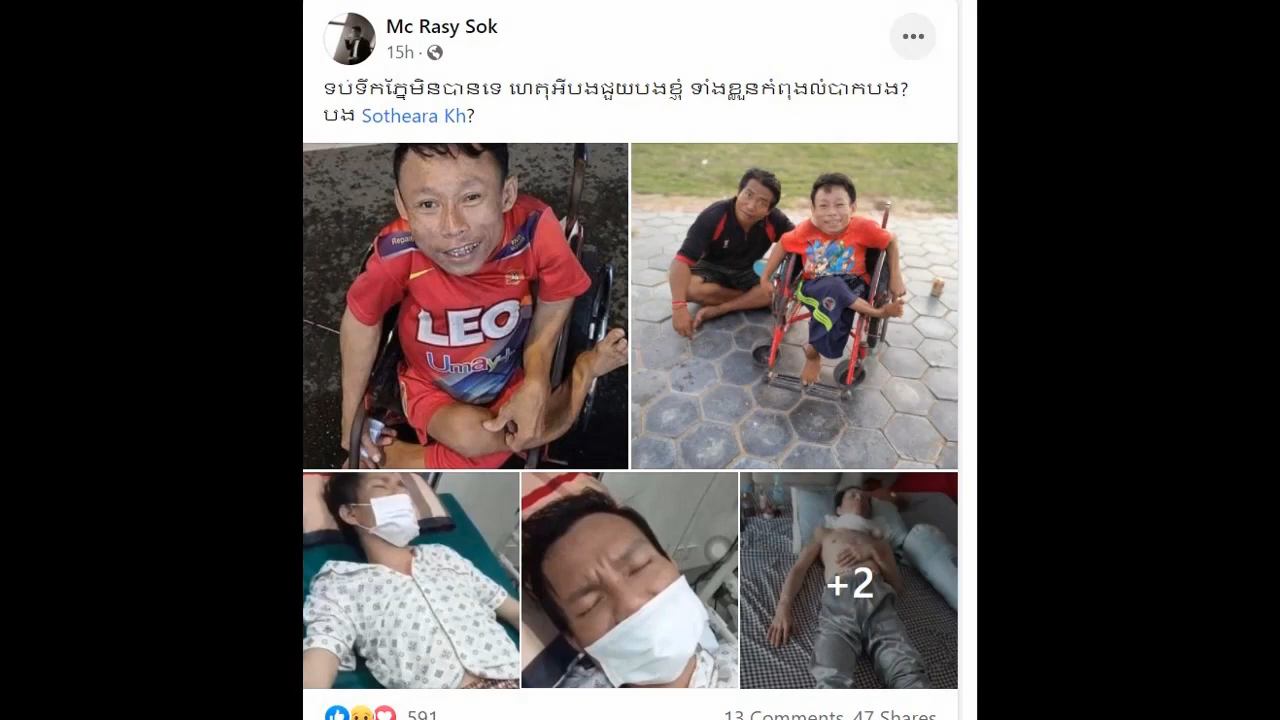 Mc Rasy Sok
15h ·
ទប់ទឹកភ្នែមិនបានទេ ហេតុអីបងជួយបងខ្ញុំ ទាំងខ្លួនកំពុងលំបាកបង?
បង Sotheara Kh?
Repair
LEO
+2
591
13 Comments 47 Shares